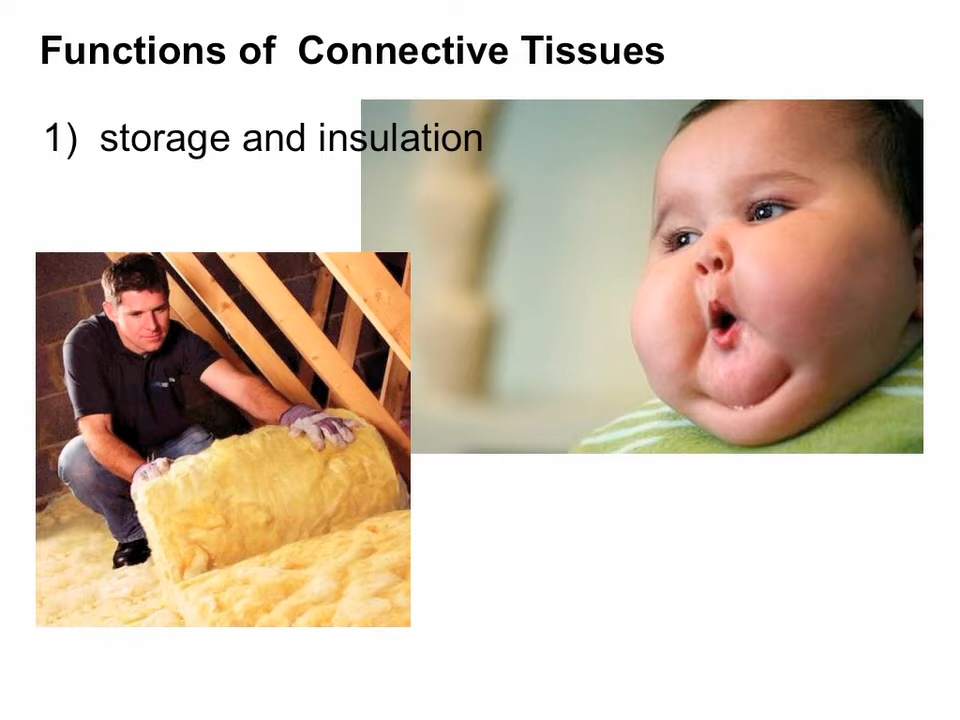 Functions of  Connective Tissues
1)  storage and insulation